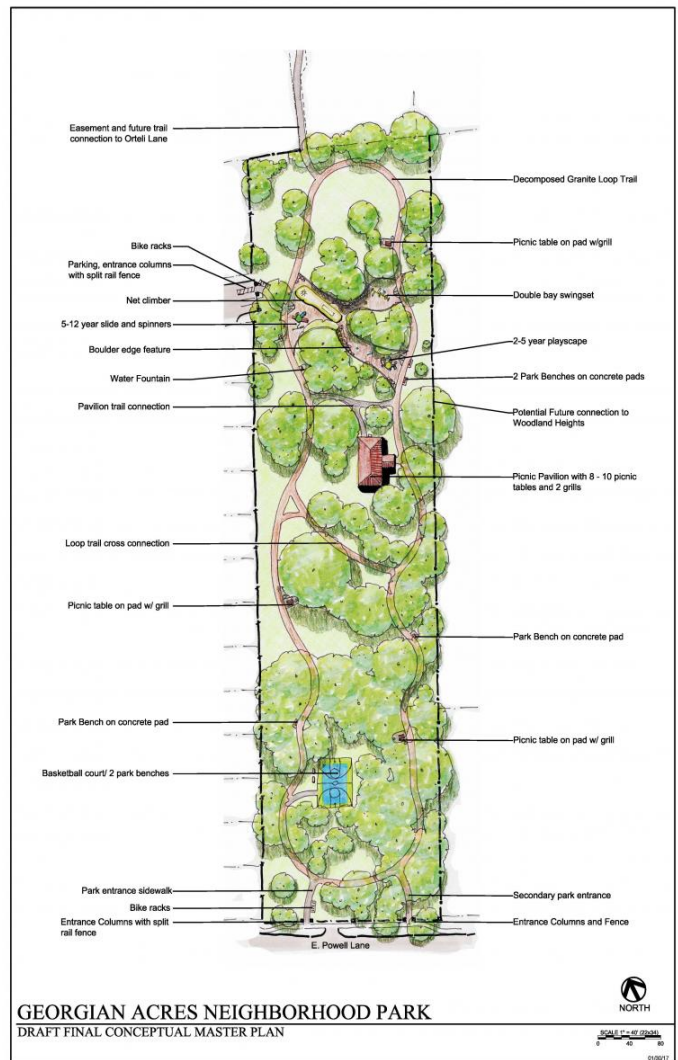 Easement and future trail
connection to Orteli Lane
Decomposed Granite Loop Trail
Bike racks
Picnic table on pad w/grill
Parking, entrance columns
with split rail fence
Net climber
Double bay swingset
5-12 year slide and spinners
Boulder edge feature
2-5 year playscape
Water Fountain
2 Park Benches on concrete pads
Pavilion trail connection
Potential Future connection to
Woodland Heights
Picnic Pavilion with 8 - 10 picnic
tables and 2 grills
Loop trail cross connection
Picnic table on pad w/ grill
Park Bench on concrete pad
Park Bench on concrete pad
Picnic table on pad w/ grill
Basketball court/ 2 park benches
Park entrance sidewalk
Secondary park entrance
Bike racks
Entrance Columns with split
rail fence
Entrance Columns and Fence
E. Powell Lane
GEORGIAN ACRES NEIGHBORHOOD PARK
DRAFT FINAL CONCEPTUAL MASTER PLAN
NORTH
SCALE 1" = 40' (22x34)
0 40 80